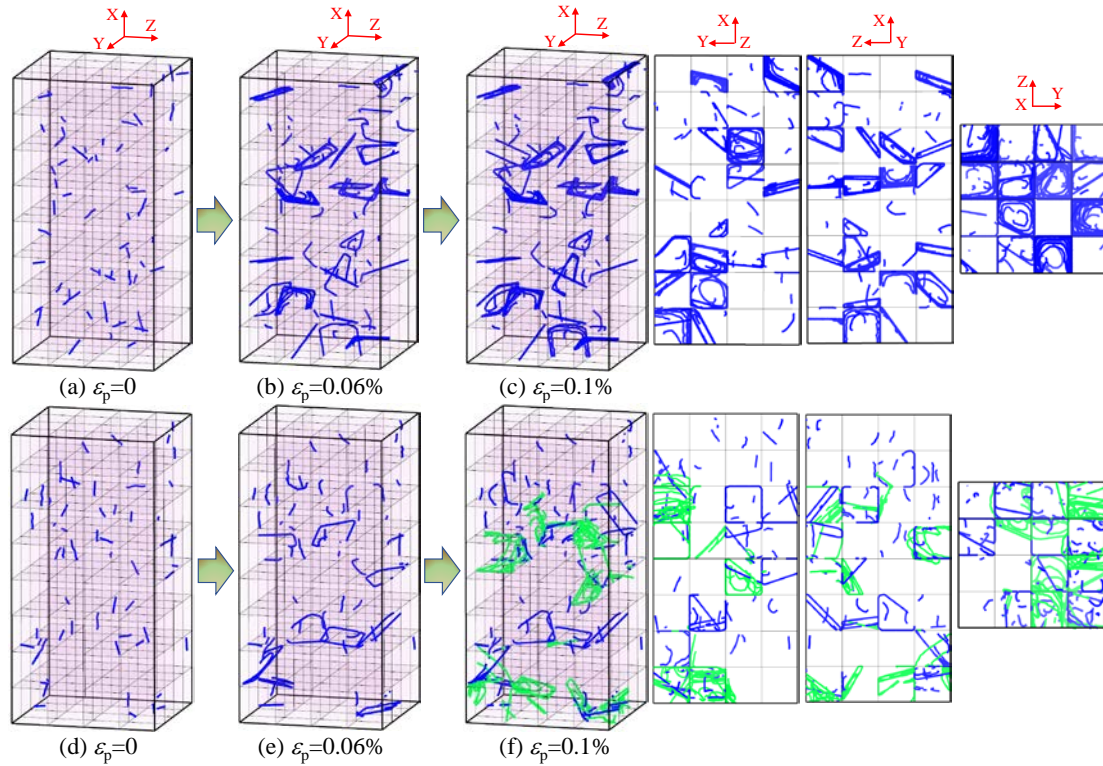 X Z Y
X Z Y
X Z Y
X Y Z
X Z Y
Z X Y
(a) εp=0
(b) εp=0.06%
(c) εp=0.1%
(d) εp=0
(e) εp=0.06%
(f) εp=0.1%